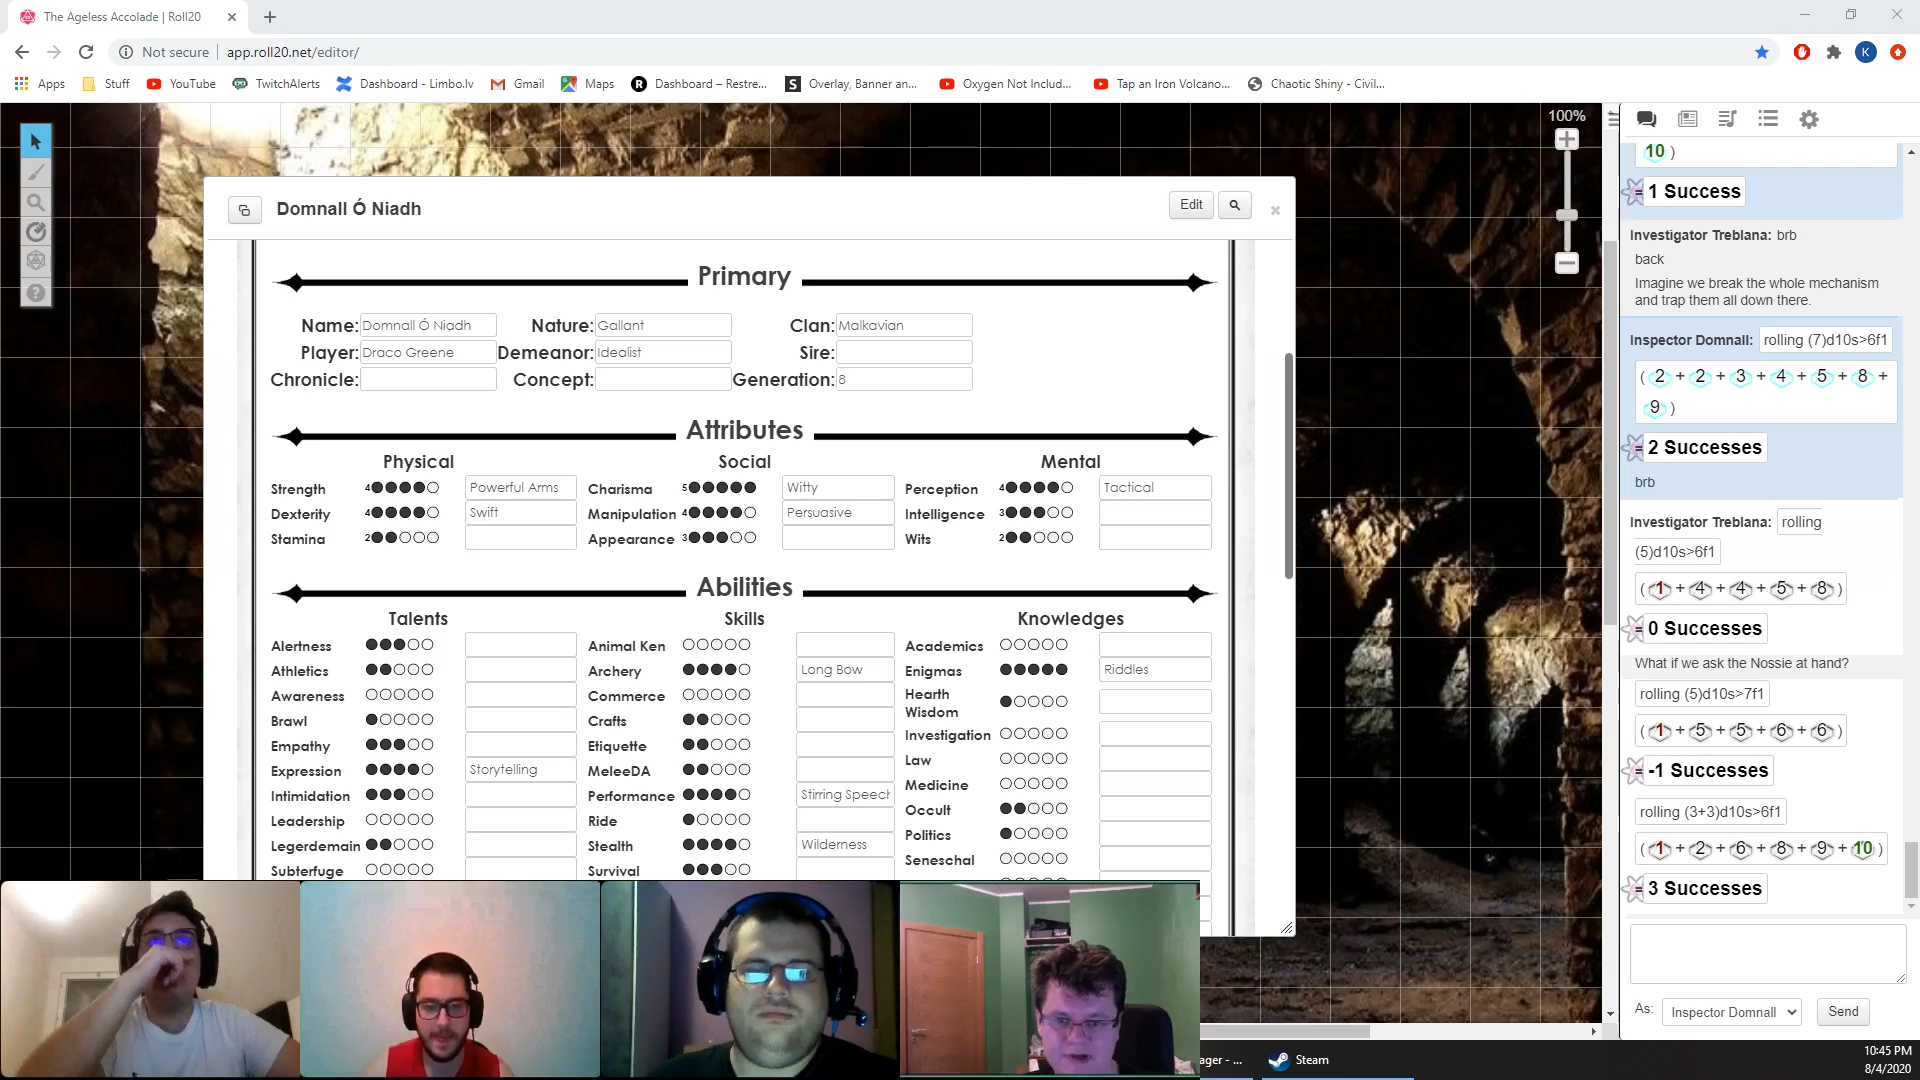 The Ageless Accolade | Roll20
Not secure app.roll20.net/editor/
K
Apps Stuff YouTube TwitchAlerts Dashboard - Limbo.lv Gmail Maps Dashboard – Restre... Overlay, Banner an... Oxygen Not Includ... Tap an Iron Volcano... Chaotic Shiny - Civil...
100%
Domnall Ó Niadh
Edit
Primary
Name: Domnall Ó Niadh Nature: Gallant Clan: Malkavian
Player: Draco Greene Demeanor: Idealist Sire:
Chronicle: Concept: Generation: 8
Attributes
Physical Social Mental
Strength 4 Powerful Arms Charisma 5 Witty Perception 4 Tactical
Dexterity 4 Swift Manipulation 4 Persuasive Intelligence 3
Stamina 2 Appearance 3 Wits 2
Abilities
Talents Skills Knowledges
Alertness Animal Ken Academics
Athletics Archery Long Bow Enigmas Riddles
Awareness Commerce Hearth Wisdom
Brawl Crafts Investigation
Empathy Etiquette Law
Expression Storytelling MeleeDA Medicine
Intimidation Performance Stirring Speech Occult
Leadership Ride Politics
Legerdemain Stealth Wilderness Seneschal
Subterfuge Survival
10 )
= 1 Success
Investigator Treblana: brb
back
Imagine we break the whole mechanism
and trap them all down there.
Inspector Domnall: rolling (7)d10s>6f1
( 2 + 2 + 3 + 4 + 5 + 8 +
9 )
= 2 Successes
brb
Investigator Treblana: rolling
(5)d10s>6f1
( 1 + 4 + 4 + 5 + 8 )
= 0 Successes
What if we ask the Nossie at hand?
rolling (5)d10s>7f1
( 1 + 5 + 5 + 6 + 6 )
= -1 Successes
rolling (3+3)d10s>6f1
( 1 + 2 + 6 + 8 + 9 + 10 )
= 3 Successes
As: Inspector Domnall Send
ager - ... Steam
10:45 PM
8/4/2020